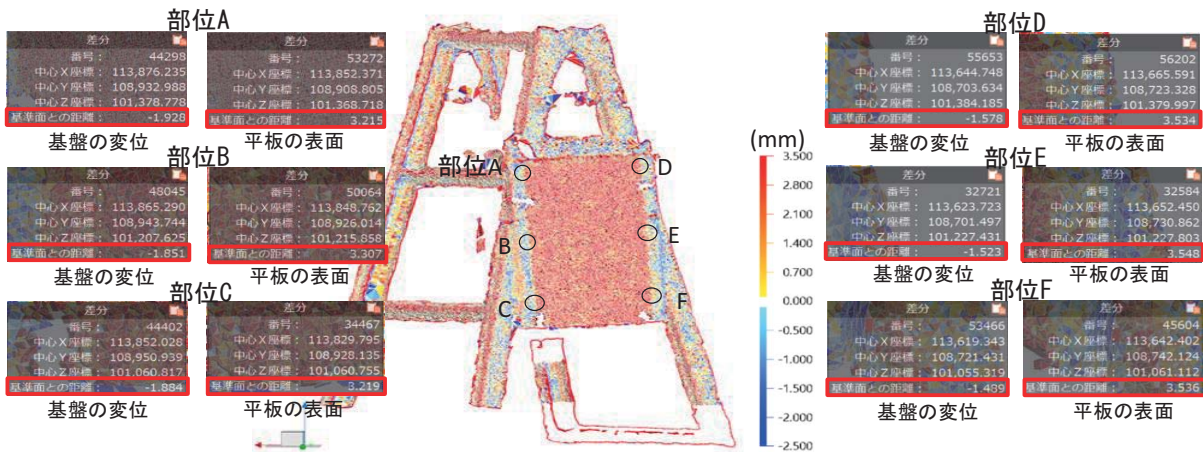 部位A
差分
番号： 44298
中心X座標： 113,876.235
中心Y座標： 108,932.988
中心Z座標： 101,378.778
基準面との距離： -1.928
基盤の変位
差分
番号： 53272
中心X座標： 113,852.371
中心Y座標： 108,908.805
中心Z座標： 101,368.718
基準面との距離： 3.215
平板の表面
部位B
差分
番号： 48045
中心X座標： 113,865.290
中心Y座標： 108,943.744
中心Z座標： 101,207.625
基準面との距離： -1.851
基盤の変位
差分
番号： 50064
中心X座標： 113,848.762
中心Y座標： 108,926.014
中心Z座標： 101,215.858
基準面との距離： 3.307
平板の表面
部位C
差分
番号： 44402
中心X座標： 113,852.028
中心Y座標： 108,950.939
中心Z座標： 101,060.817
基準面との距離： -1.884
基盤の変位
差分
番号： 34467
中心X座標： 113,829.795
中心Y座標： 108,928.135
中心Z座標： 101,060.755
基準面との距離： 3.219
平板の表面
部位A
B
C
D
E
F
(mm)
3.500
2.800
2.100
1.400
0.700
0.000
-0.500
-1.000
-1.500
-2.000
-2.500
部位D
差分
番号： 55653
中心X座標： 113,644.748
中心Y座標： 108,703.634
中心Z座標： 101,384.185
基準面との距離： -1.578
基盤の変位
差分
番号： 56202
中心X座標： 113,665.591
中心Y座標： 108,723.328
中心Z座標： 101,379.997
基準面との距離： 3.534
平板の表面
部位E
差分
番号： 32721
中心X座標： 113,623.723
中心Y座標： 108,701.497
中心Z座標： 101,227.431
基準面との距離： -1.523
基盤の変位
差分
番号： 32584
中心X座標： 113,652.450
中心Y座標： 108,730.862
中心Z座標： 101,227.802
基準面との距離： 3.548
平板の表面
部位F
差分
番号： 53466
中心X座標： 113,619.343
中心Y座標： 108,721.431
中心Z座標： 101,055.319
基準面との距離： -1.489
基盤の変位
差分
番号： 45604
中心X座標： 113,642.402
中心Y座標： 108,742.124
中心Z座標： 101,061.112
基準面との距離： 3.536
平板の表面